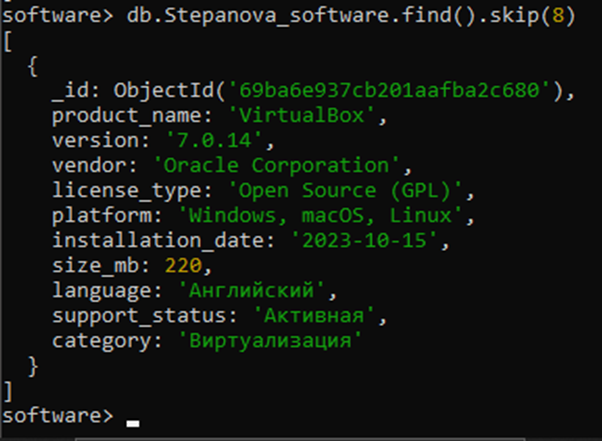 software> db.Stepanova_software.find().skip(8)
[
  {
    _id: ObjectId('69ba6e937cb201aafba2c680'),
    product_name: 'VirtualBox',
    version: '7.0.14',
    vendor: 'Oracle Corporation',
    license_type: 'Open Source (GPL)',
    platform: 'Windows, macOS, Linux',
    installation_date: '2023-10-15',
    size_mb: 220,
    language: 'Английский',
    support_status: 'Активная',
    category: 'Виртуализация'
  }
]
software>